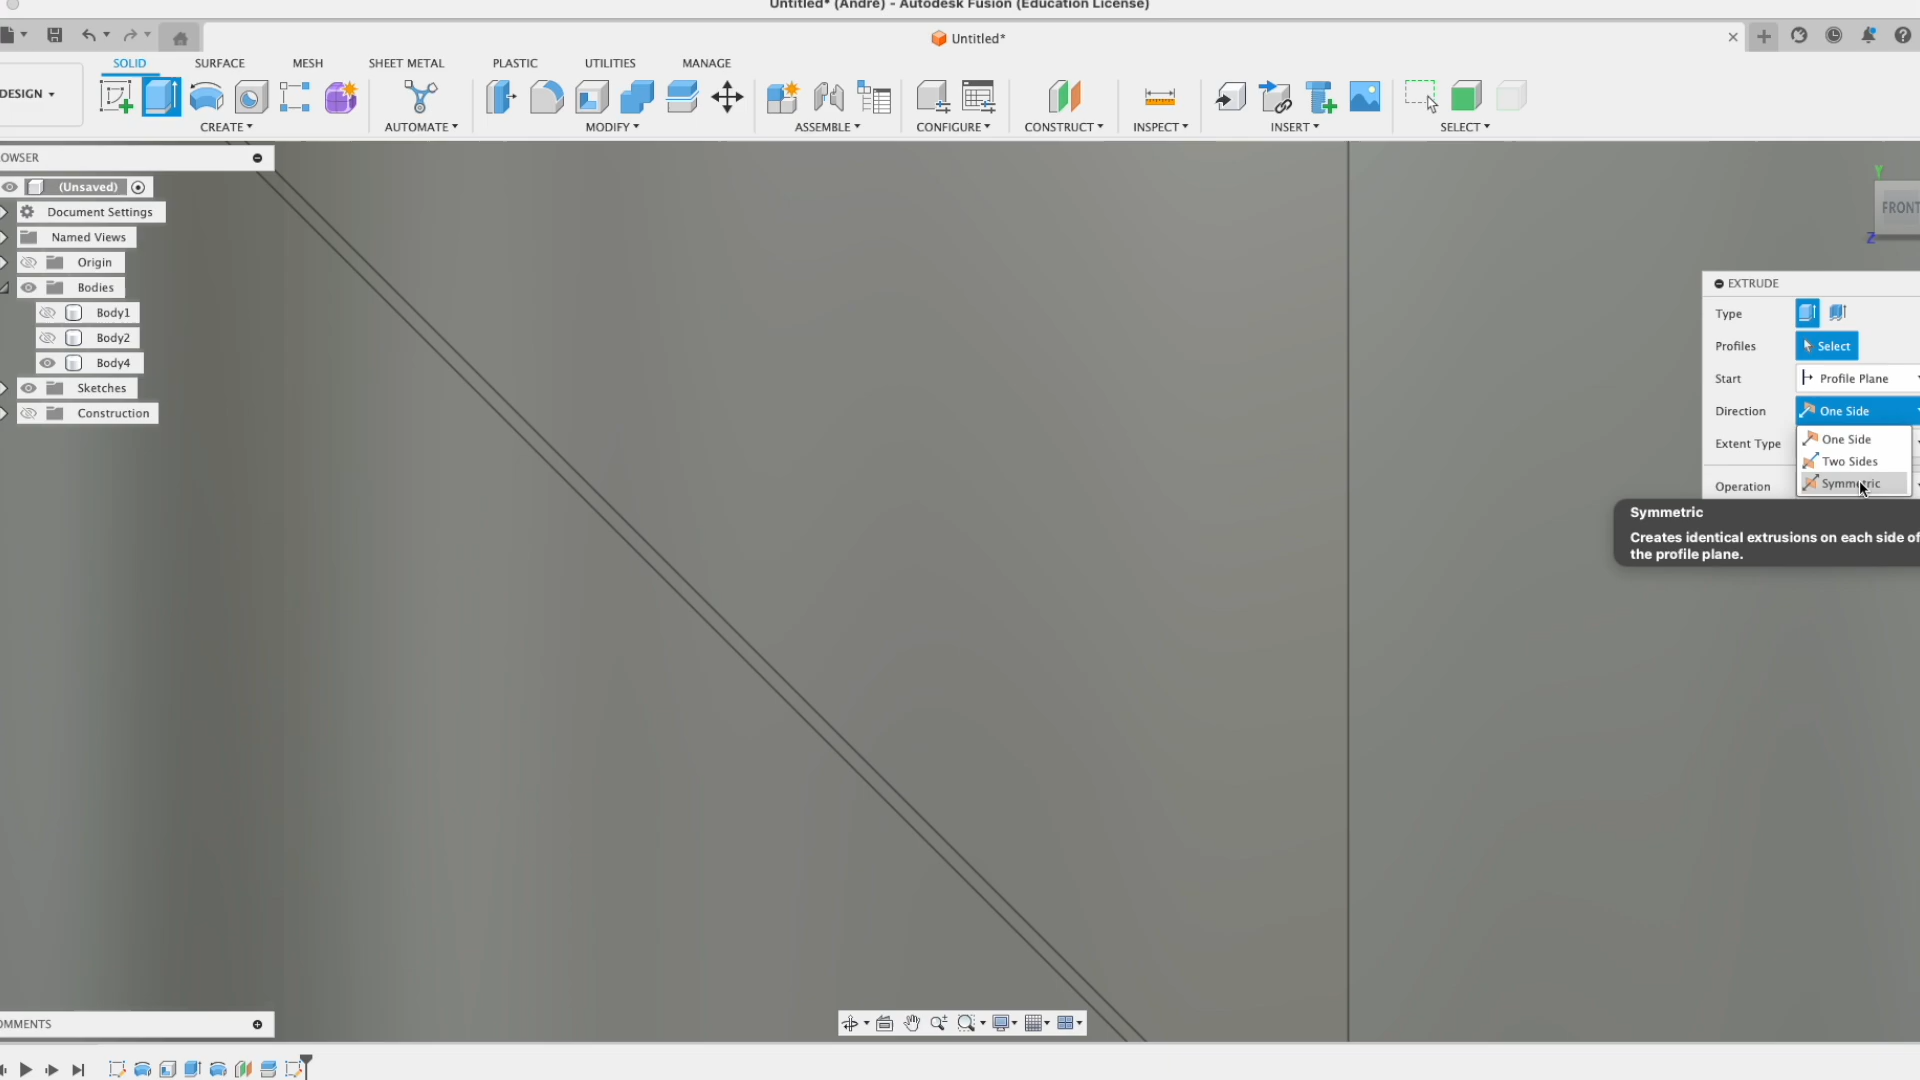 Untitled* (André) - Autodesk Fusion (Education License)
Untitled*
SOLID SURFACE MESH SHEET METAL PLASTIC UTILITIES MANAGE
DESIGN
CREATE AUTOMATE MODIFY ASSEMBLE CONFIGURE CONSTRUCT INSPECT INSERT SELECT
OWSER
(Unsaved)
Document Settings
Named Views
Origin
Bodies
Body1
Body2
Body4
Sketches
Construction
Y
FRONT
Z
EXTRUDE
Type
Profiles Select
Start Profile Plane
Direction One Side
Extent Type
One Side
Two Sides
Symmetric
Operation
Symmetric
Creates identical extrusions on each side of
the profile plane.
OMMENTS